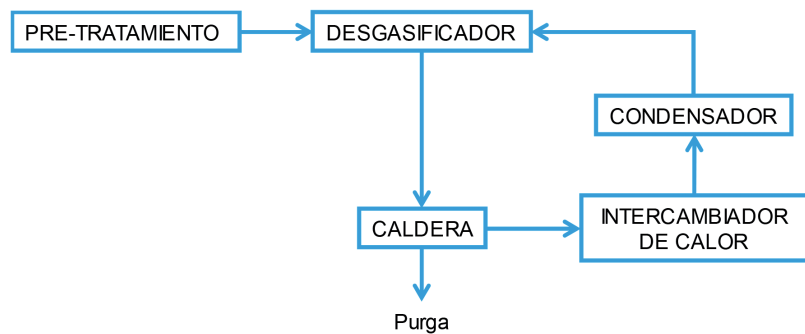 PRE-TRATAMIENTO
DESGASIFICADOR
CONDENSADOR
CALDERA
INTERCAMBIADOR
DE CALOR
Purga